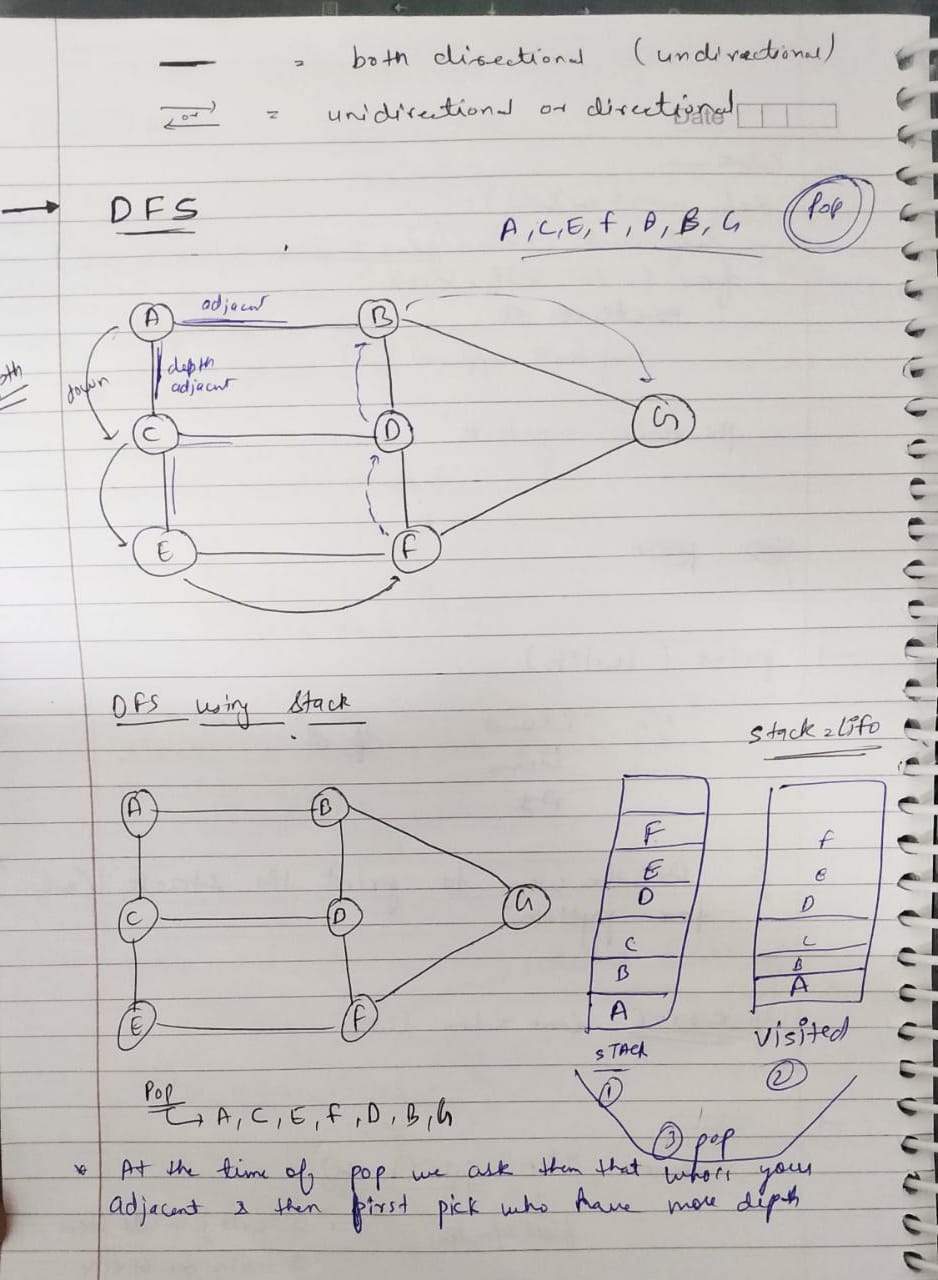 = both directional (undirectional)
or = unidirectional or directional
Date
DFS
A, C, E, F, D, B, G
Pop
A
adjacent
B
down
depth
adjacent
C
D
G
E
F
DFS using Stack
Stack = Lifo
A
B
C
D
G
E
F
F
E
D
C
B
A
STACK
1
F
E
D
C
B
A
Visited
2
3 pop
Pop
A, C, E, F, D, B, G
* At the time of pop we ask them that who's your
adjacent & then first pick who have more depth